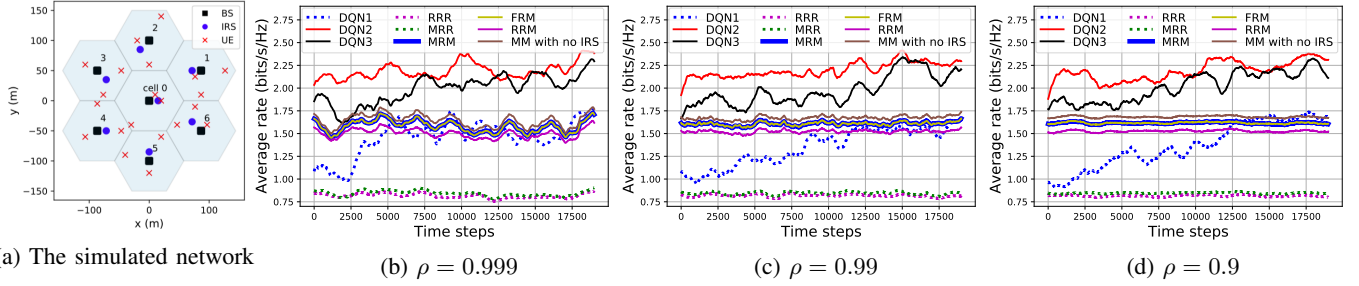 150
100
50
0
−50
−100
−150
y (m)
−100
0
100
x (m)
BS
IRS
UE
2
3
1
cell 0
4
6
5
(a) The simulated network
Average rate (bits/s/Hz)
2.75
2.50
2.25
2.00
1.75
1.50
1.25
1.00
0.75
DQN1
DQN2
DQN3
RRR
MRR
MRM
FRM
RRM
MM with no IRS
0
2500
5000
7500
10000
12500
15000
17500
Time steps
(b) ρ = 0.999
Average rate (bits/s/Hz)
2.75
2.50
2.25
2.00
1.75
1.50
1.25
1.00
0.75
DQN1
DQN2
DQN3
RRR
MRR
MRM
FRM
RRM
MM with no IRS
0
2500
5000
7500
10000
12500
15000
17500
Time steps
(c) ρ = 0.99
Average rate (bits/s/Hz)
2.75
2.50
2.25
2.00
1.75
1.50
1.25
1.00
0.75
DQN1
DQN2
DQN3
RRR
MRR
MRM
FRM
RRM
MM with no IRS
0
2500
5000
7500
10000
12500
15000
17500
Time steps
(d) ρ = 0.9